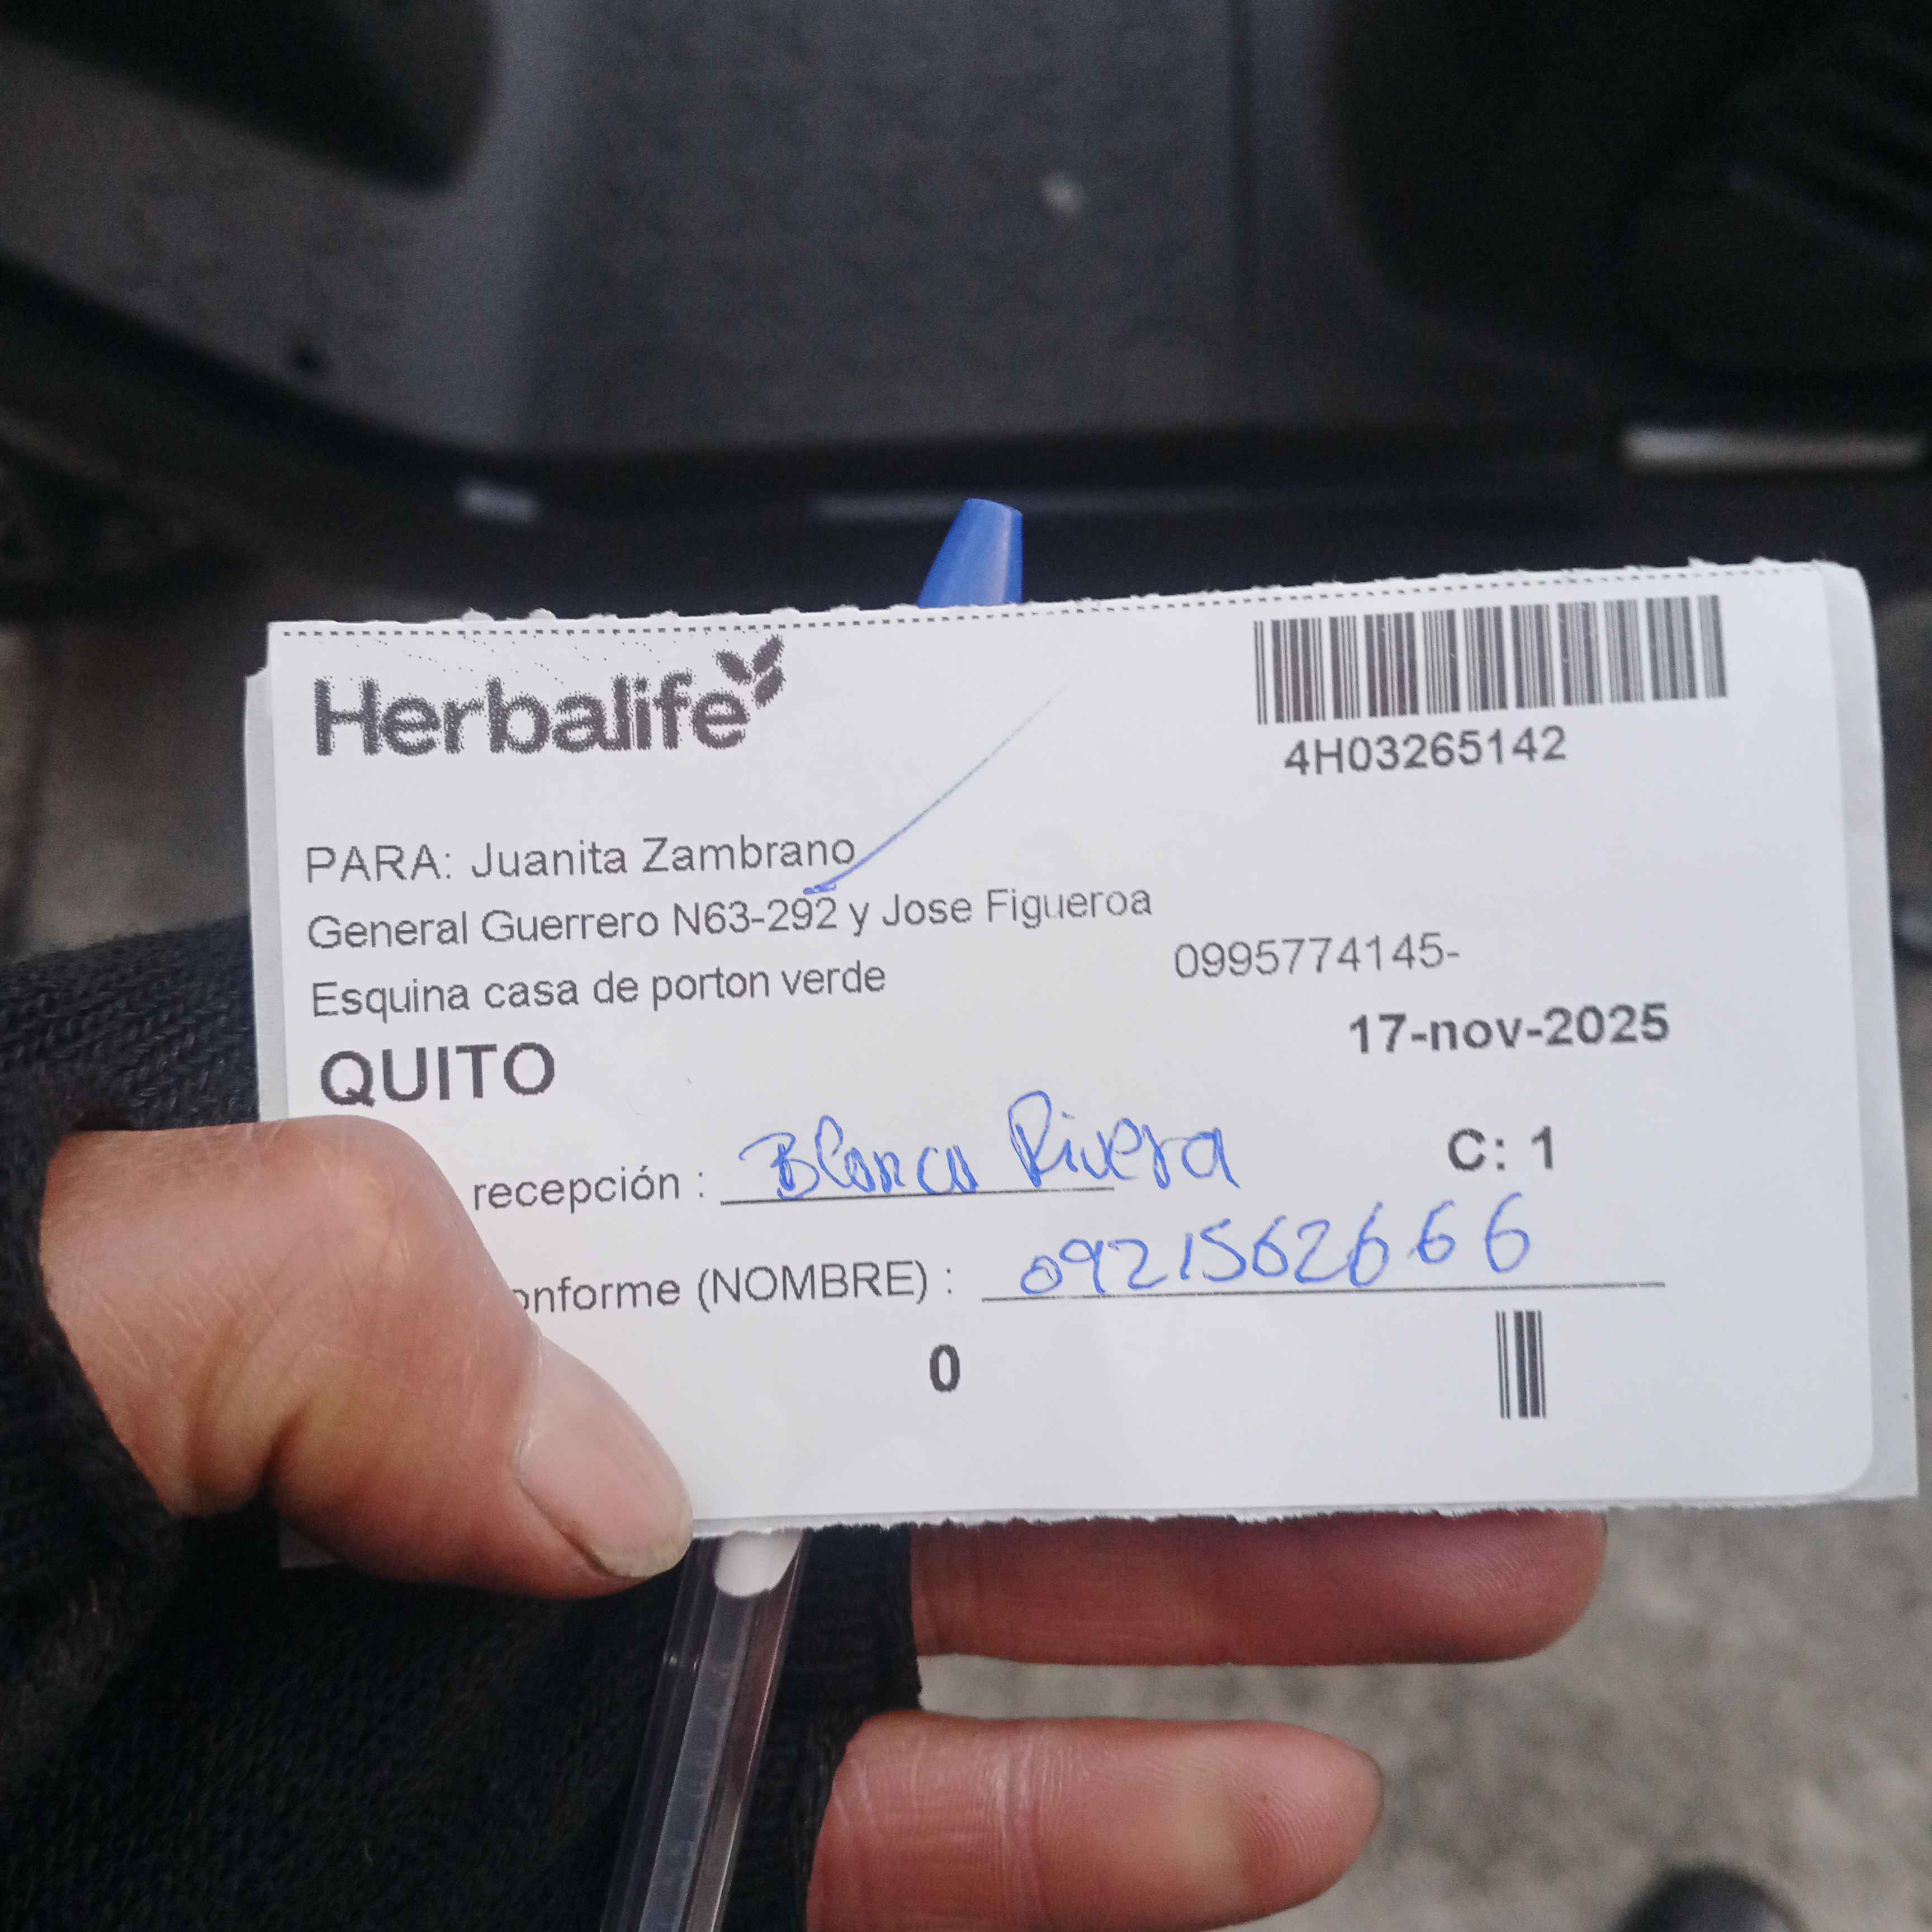 Herbalife
4H03265142
PARA: Juanita Zambrano
General Guerrero N63-292 y Jose Figueroa
Esquina casa de porton verde
0995774145-
QUITO
17-nov-2025
recepción : Blanca Rivera
C: 1
onforme (NOMBRE) : 0921562666
0